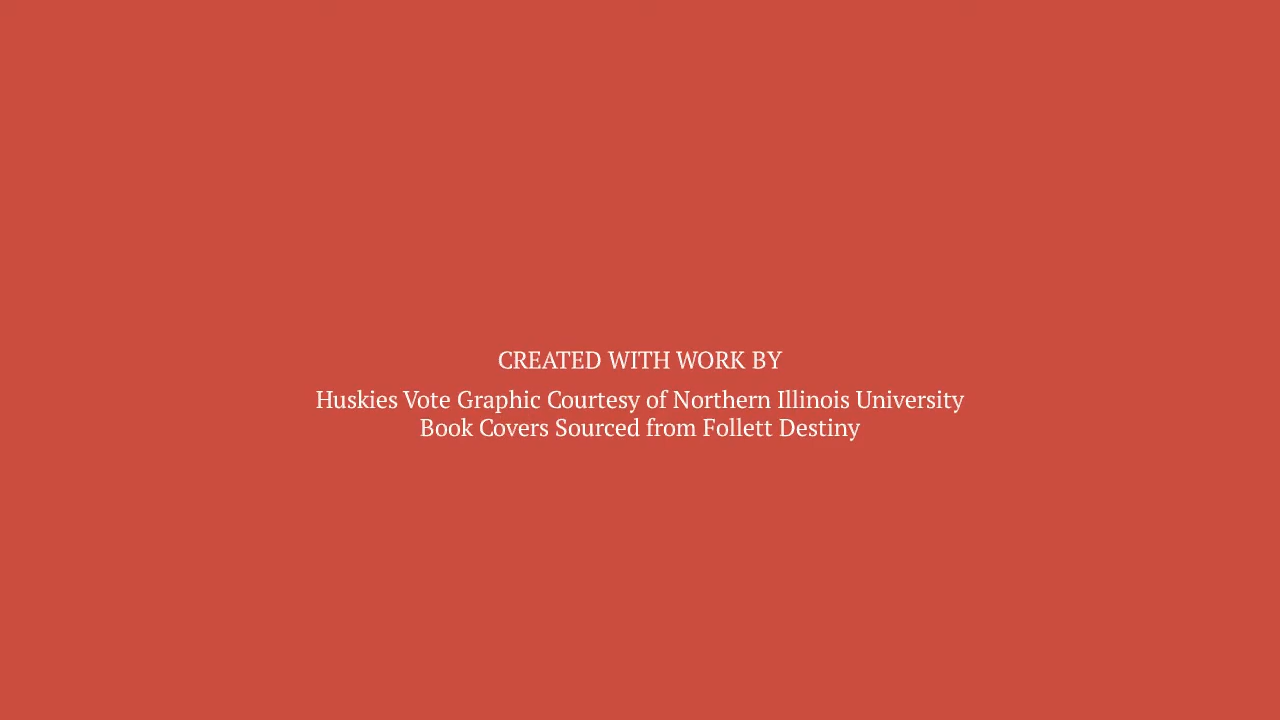 CREATED WITH WORK BY
Huskies Vote Graphic Courtesy of Northern Illinois University
Book Covers Sourced from Follett Destiny